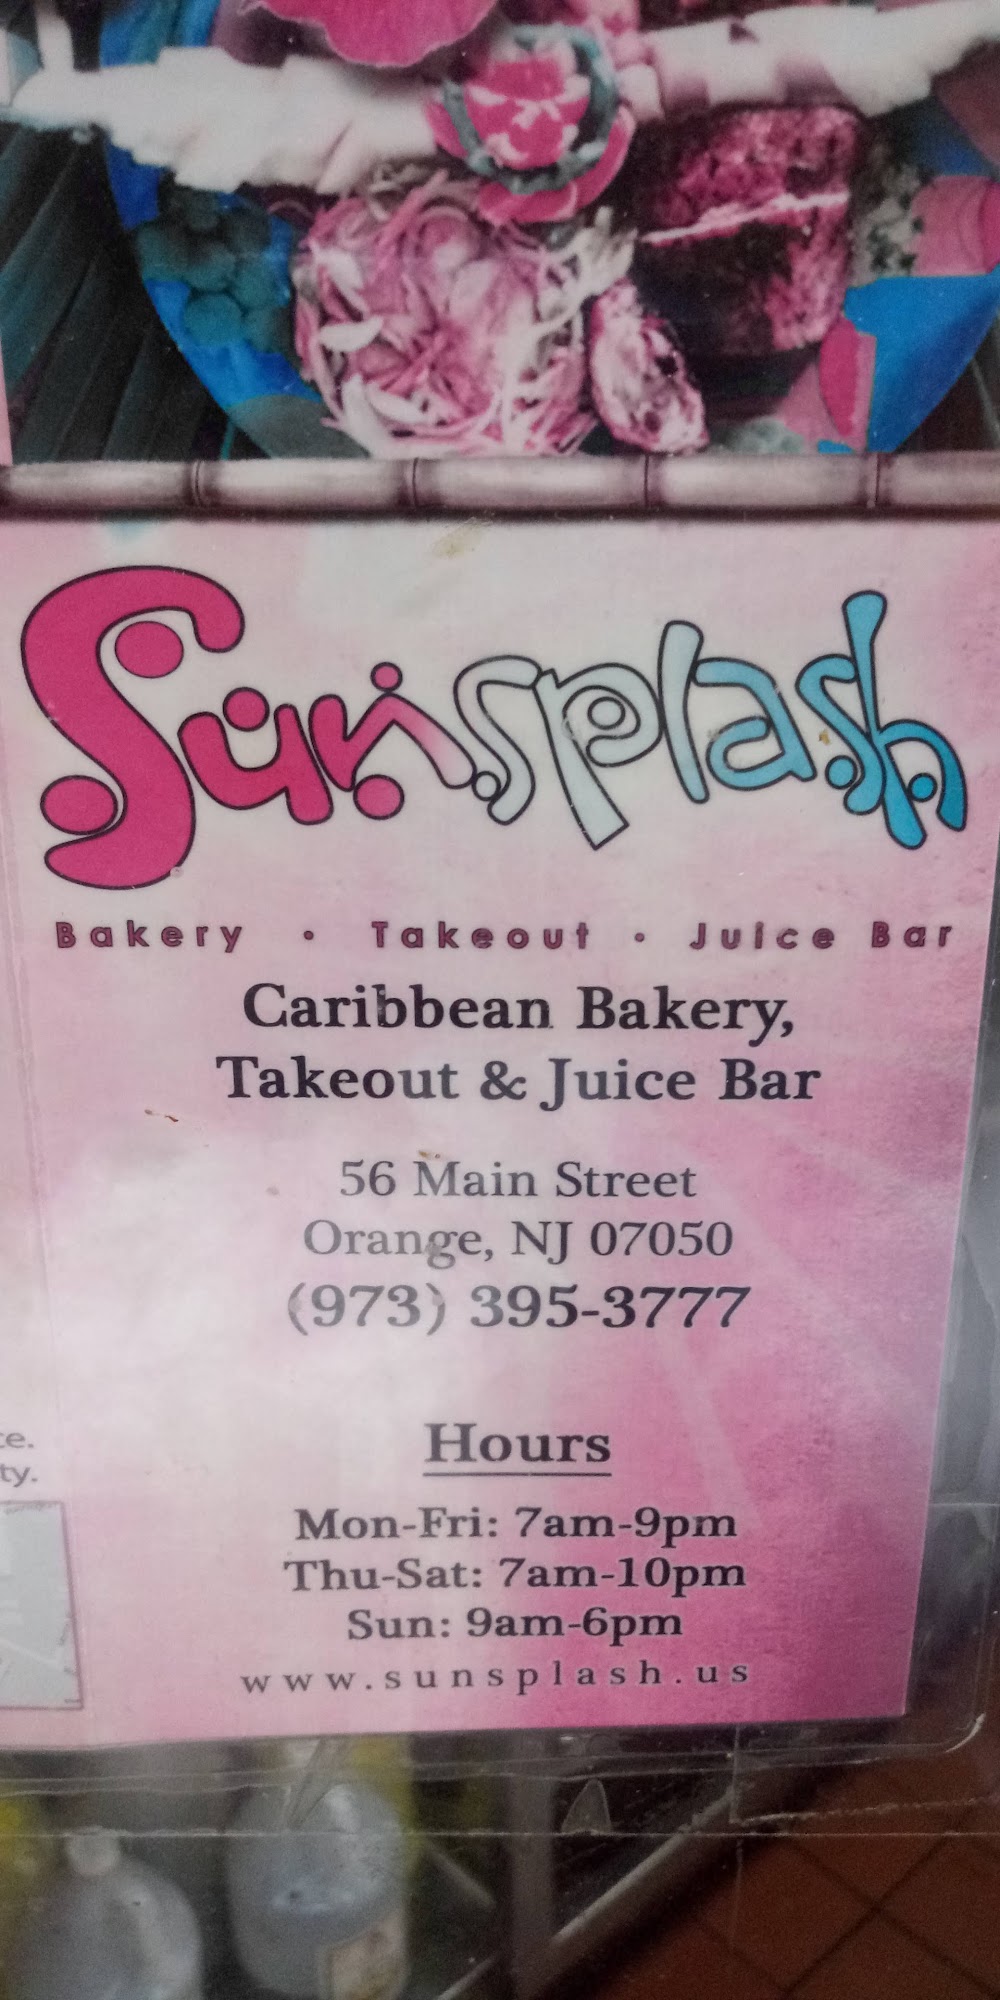 Sunsplash
Bakery • Takeout • Juice Bar
Caribbean Bakery,
Takeout & Juice Bar
56 Main Street
Orange, NJ 07050
(973) 395-3777
Hours
Mon-Fri: 7am-9pm
Thu-Sat: 7am-10pm
Sun: 9am-6pm
www.sunsplash.us